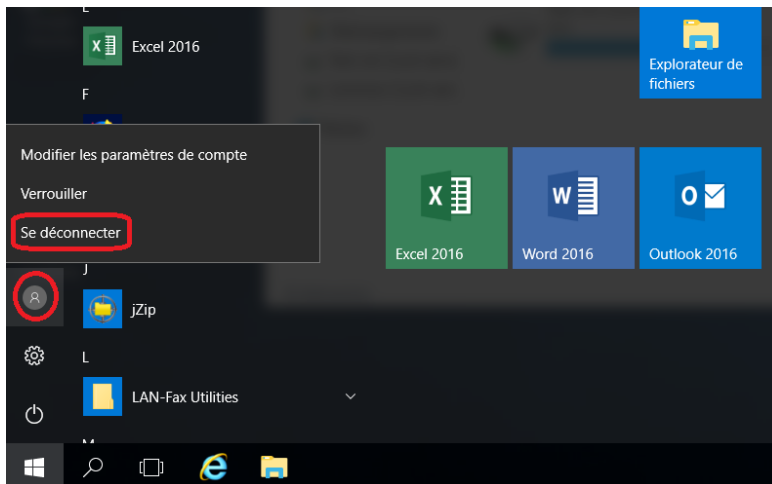 Excel 2016
F
Modifier les paramètres de compte
Verrouiller
Se déconnecter
J
jZip
L
LAN-Fax Utilities
Explorateur de
fichiers
Excel 2016
Word 2016
Outlook 2016